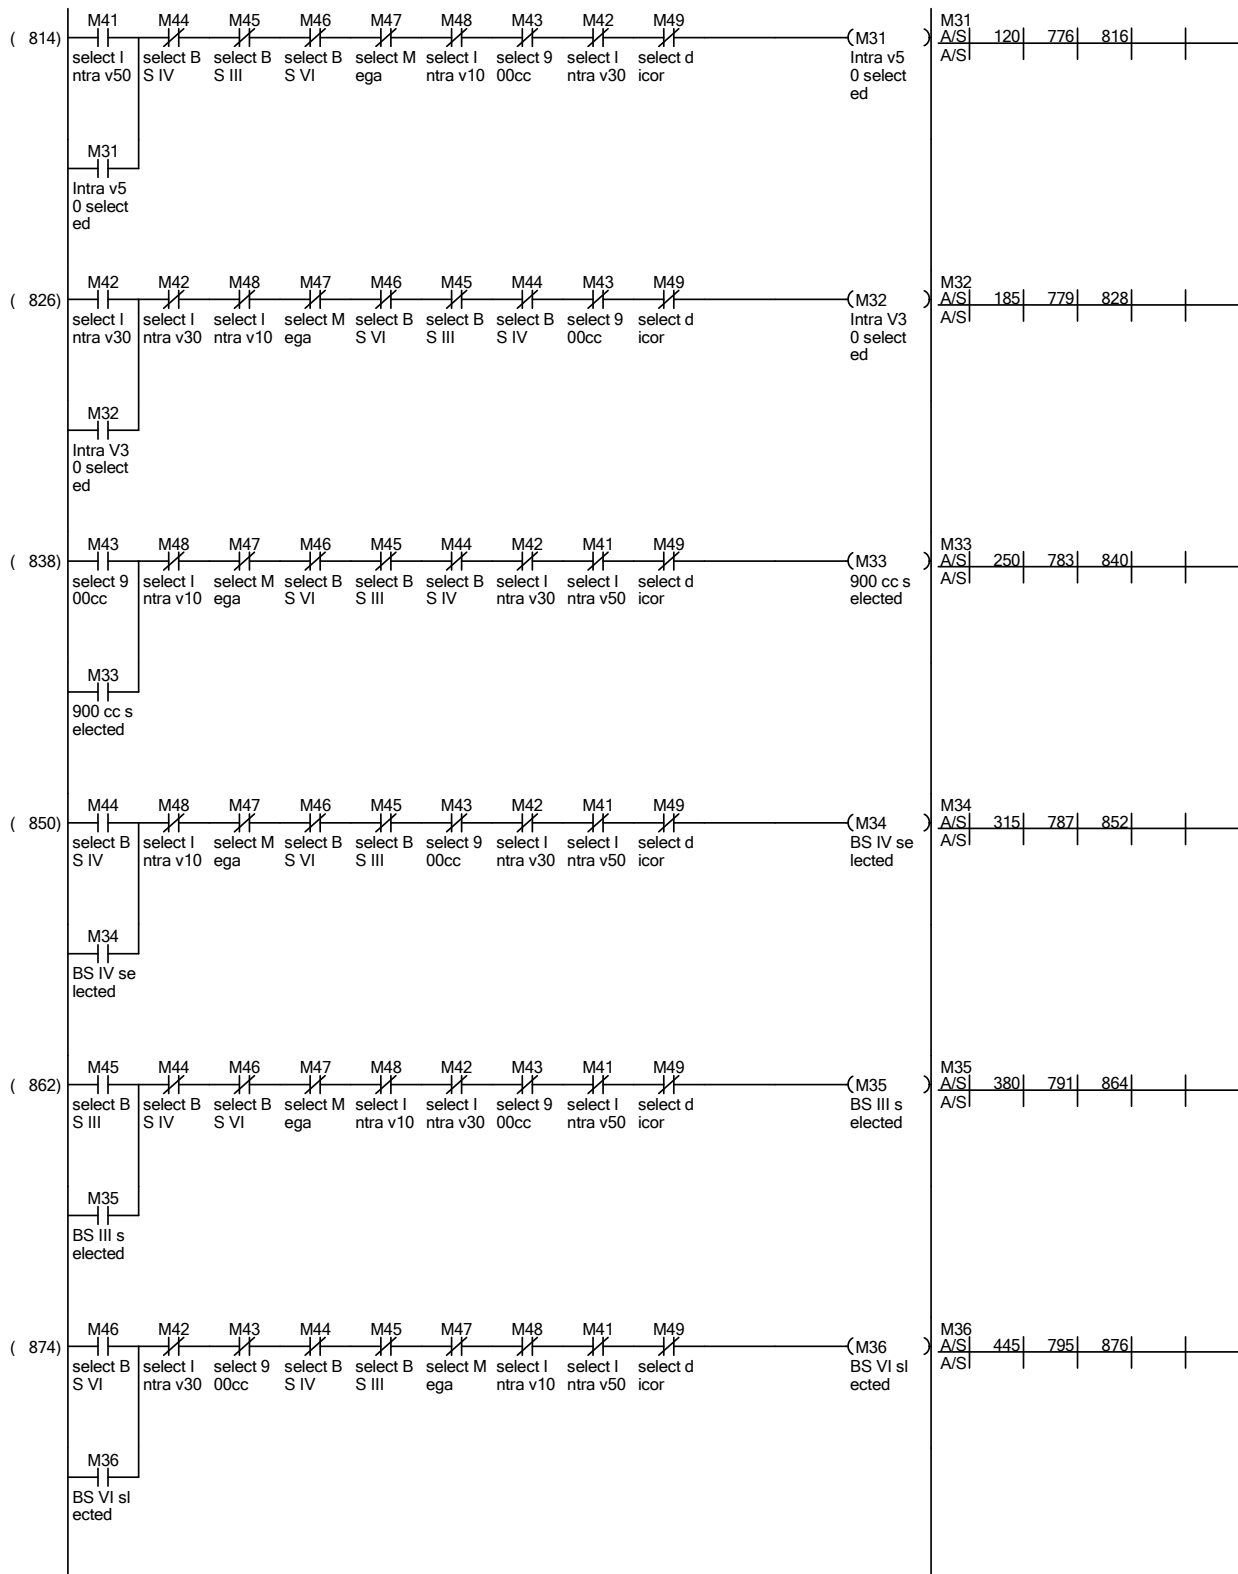 M41 M44 M45 M46 M47 M48 M43 M42 M49 M31
( 814) (M31 ) A/S 120 776 816
select I select B select B select B select M select I select 9 select I select d Intra v5 A/S
ntra v50 S IV S III S VI ega ntra v10 00cc ntra v30 icor 0 select
ed
M31
Intra v5
0 select
ed
M42 M42 M48 M47 M46 M45 M44 M43 M49 M32
( 826) (M32 ) A/S 185 779 828
select I select I select I select M select B select B select B select 9 select d Intra V3 A/S
ntra v30 ntra v30 ntra v10 ega S VI S III S IV 00cc icor 0 select
ed
M32
Intra V3
0 select
ed
M43 M48 M47 M46 M45 M44 M42 M41 M49 M33
( 838) (M33 ) A/S 250 783 840
select 9 select I select M select B select B select B select I select I select d 900 cc s A/S
00cc ntra v10 ega S VI S III S IV ntra v30 ntra v50 icor elected
M33
900 cc s
elected
M44 M48 M47 M46 M45 M43 M42 M41 M49 M34
( 850) (M34 ) A/S 315 787 852
select B select I select M select B select B select 9 select I select I select d BS IV se A/S
S IV ntra v10 ega S VI S III 00cc ntra v30 ntra v50 icor lected
M34
BS IV se
lected
M45 M44 M46 M47 M48 M42 M43 M41 M49 M35
( 862) (M35 ) A/S 380 791 864
select B select B select B select M select I select I select 9 select I select d BS III s A/S
S III S IV S VI ega ntra v10 ntra v30 00cc ntra v50 icor elected
M35
BS III s
elected
M46 M42 M43 M44 M45 M47 M48 M41 M49 M36
( 874) (M36 ) A/S 445 795 876
select B select I select 9 select B select B select M select I select I select d BS VI sl A/S
S VI ntra v30 00cc S IV S III ega ntra v10 ntra v50 icor ected
M36
BS VI sl
ected